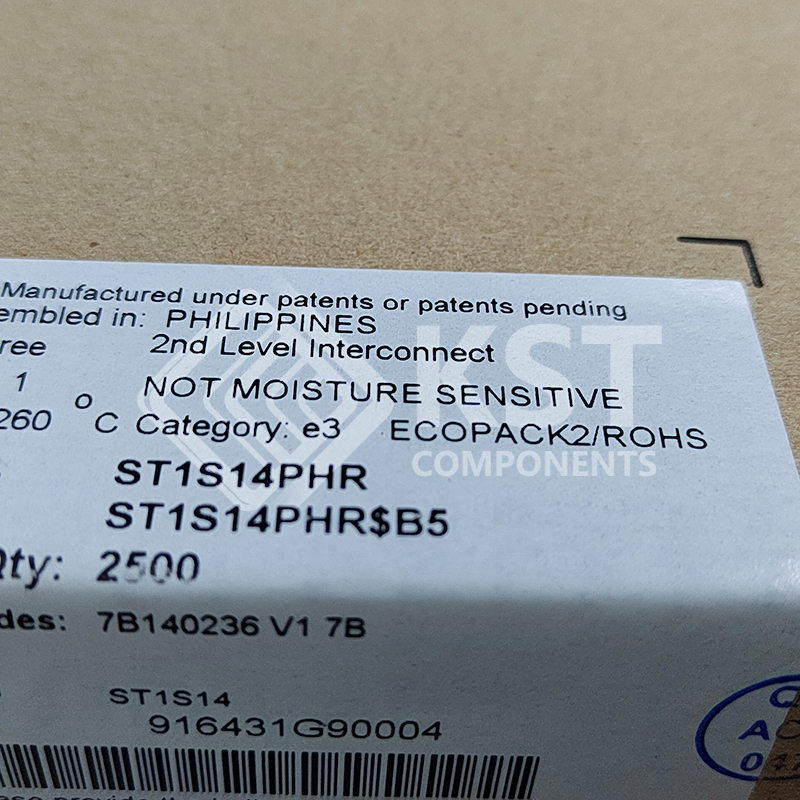 Manufactured under patents or patents pending
embled in: PHILIPPINES
ree 2nd Level Interconnect
1 NOT MOISTURE SENSITIVE
260 °C Category: e3 ECOPACK2/ROHS
ST1S14PHR
ST1S14PHR$B5
Qty: 2500
des: 7B140236 V1 7B
ST1S14
916431G90004
KST
COMPONENTS